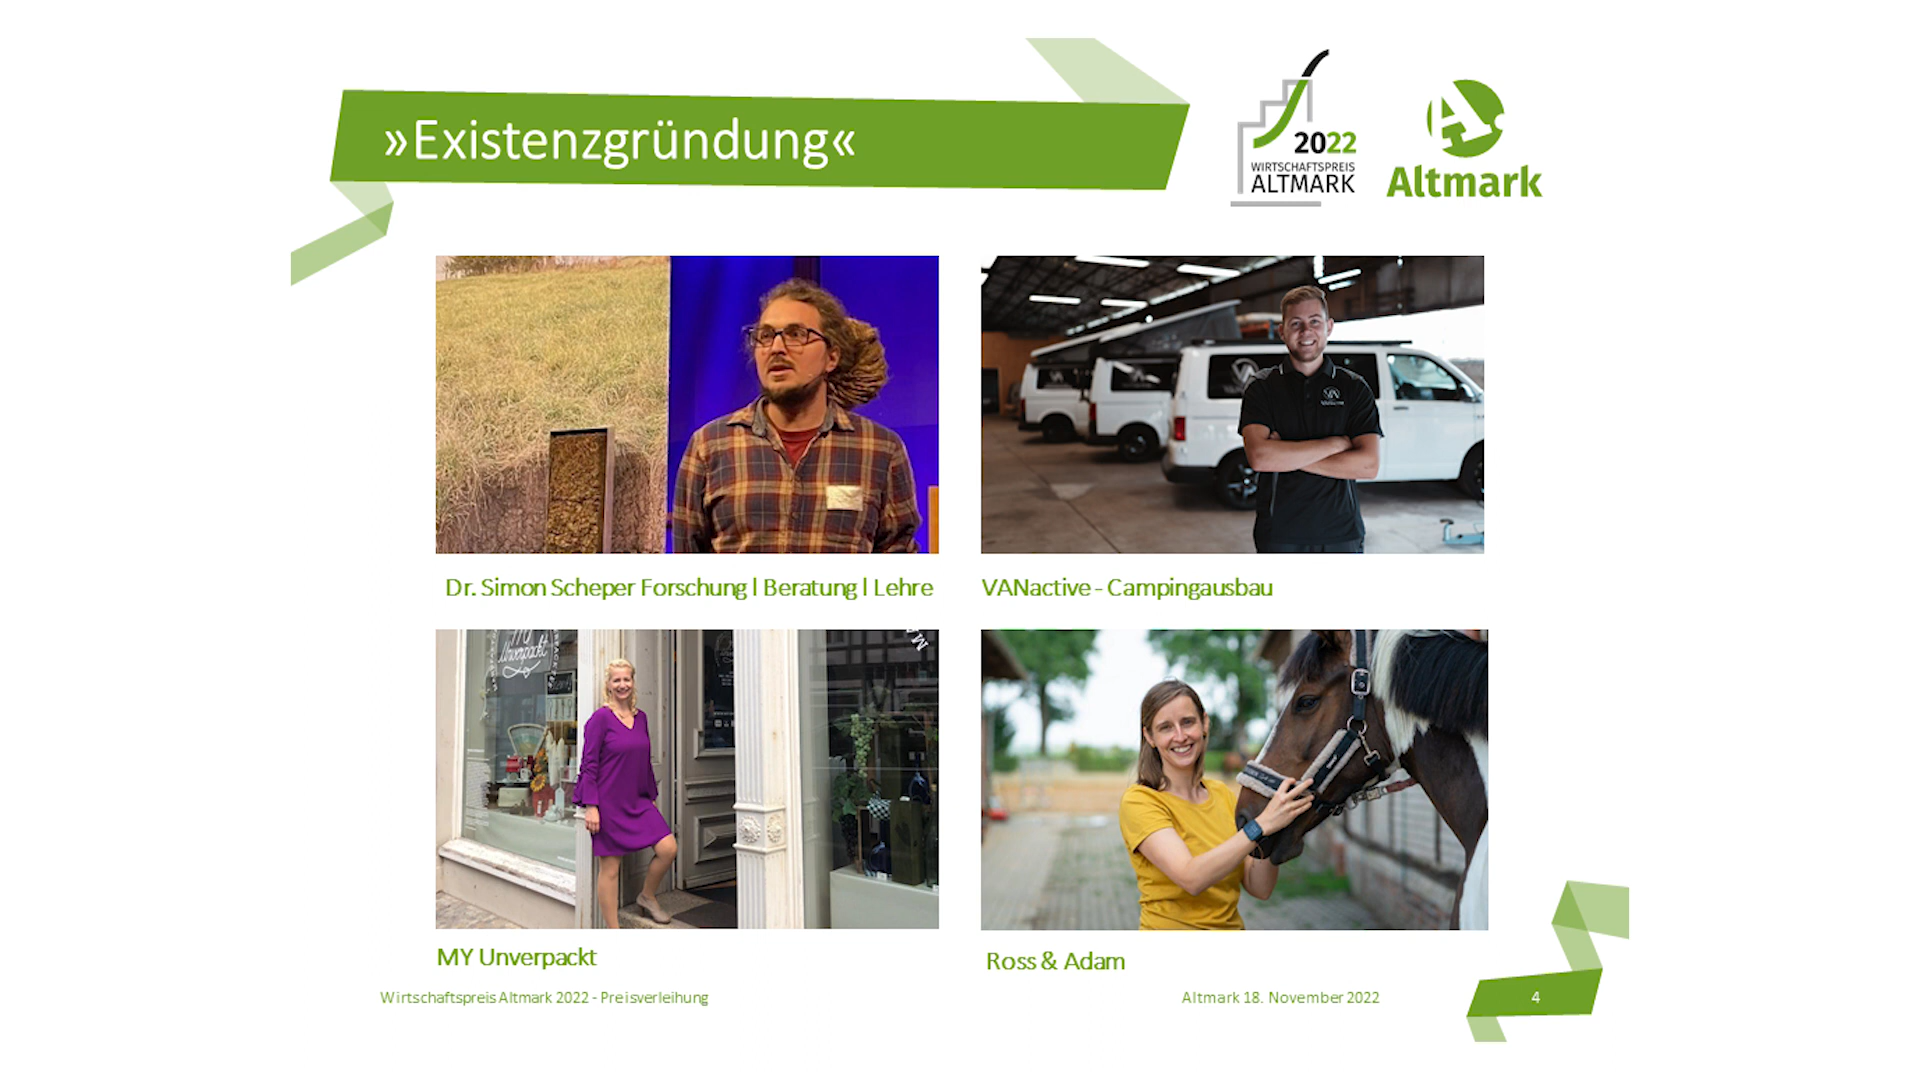 »Existenzgründung«
2022
WIRTSCHAFTSPREIS
ALTMARK
A.
Altmark
Dr. Simon Scheper Forschung l Beratung l Lehre
VANactive - Campingausbau
Unverpackt
MY Unverpackt
Ross & Adam
Wirtschaftspreis Altmark 2022 - Preisverleihung
Altmark 18. November 2022
4